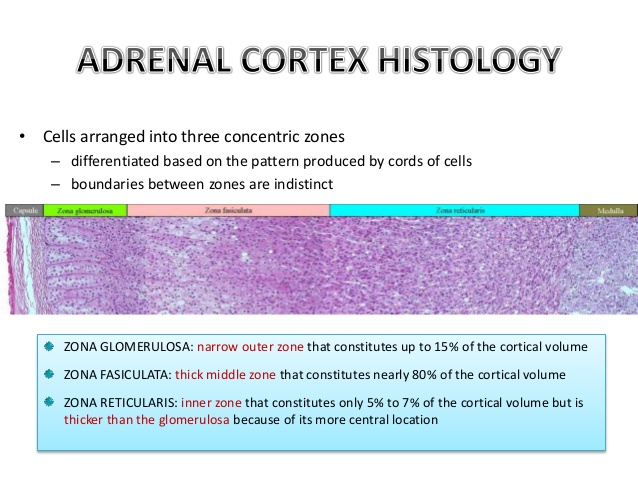 ADRENAL CORTEX HISTOLOGY
• Cells arranged into three concentric zones
– differentiated based on the pattern produced by cords of cells
– boundaries between zones are indistinct
Capsule Zona glomerulosa Zona fasiculata Zona reticularis Medulla
ZONA GLOMERULOSA: narrow outer zone that constitutes up to 15% of the cortical volume
ZONA FASICULATA: thick middle zone that constitutes nearly 80% of the cortical volume
ZONA RETICULARIS: inner zone that constitutes only 5% to 7% of the cortical volume but is
thicker than the glomerulosa because of its more central location